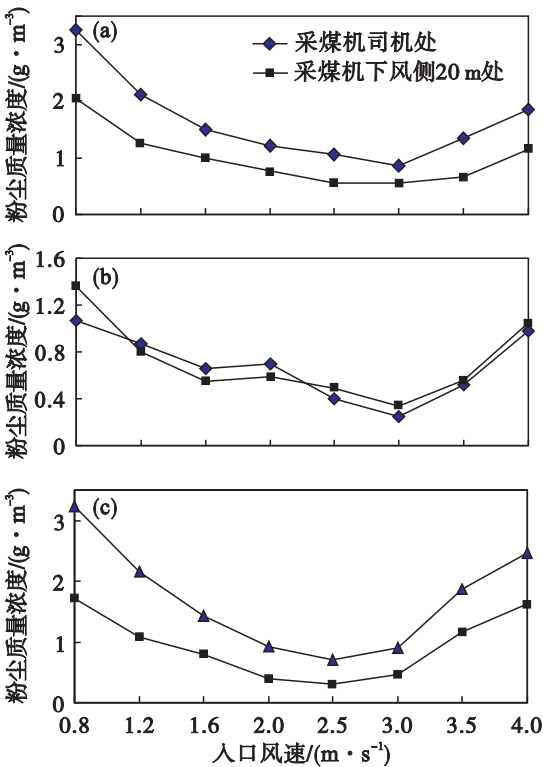 (a)
采煤机司机处
采煤机下风侧20 m处
粉尘质量浓度/(g·m⁻³)
3
2
1
0
(b)
粉尘质量浓度/(g·m⁻³)
1.6
1.2
0.8
0.4
0
(c)
粉尘质量浓度/(g·m⁻³)
3
2
1
0
0.8 1.2 1.6 2.0 2.5 3.0 3.5 4.0
入口风速/(m·s⁻¹)